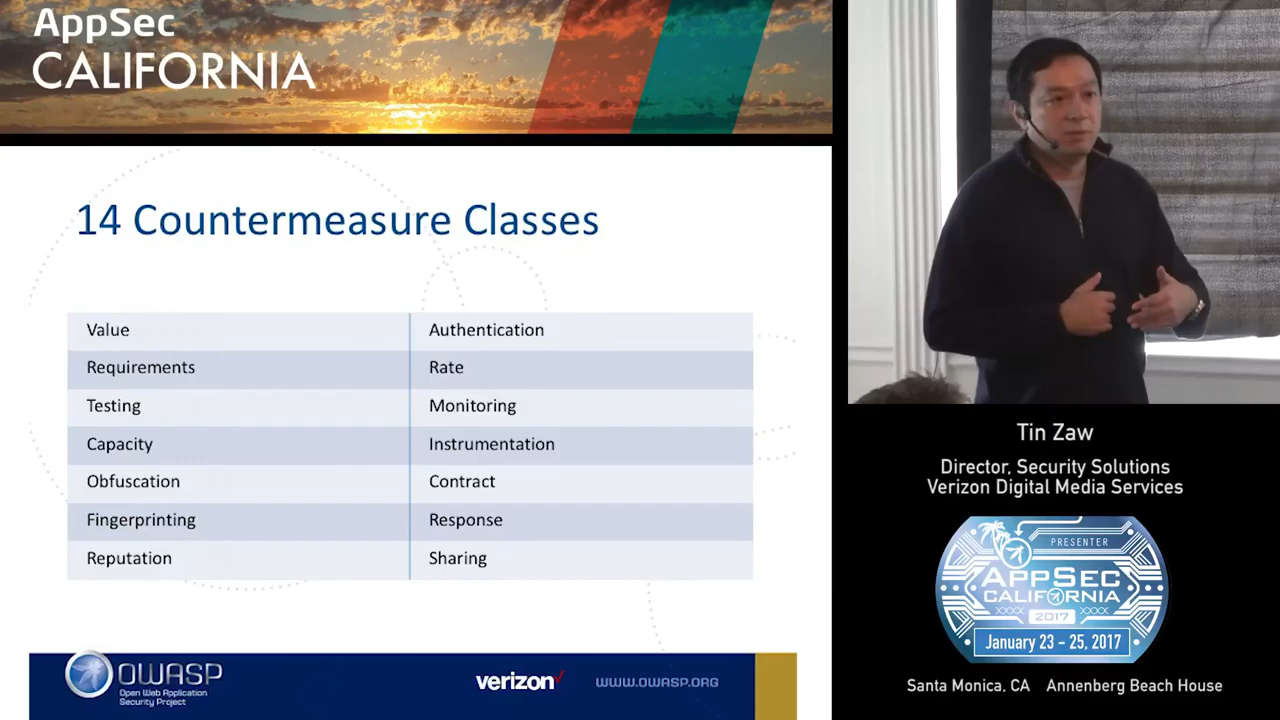 AppSec
CALIFORNIA
14 Countermeasure Classes
Value
Authentication
Requirements
Rate
Testing
Monitoring
Capacity
Instrumentation
Obfuscation
Contract
Fingerprinting
Response
Reputation
Sharing
OWASP
Open Web Application
Security Project
verizon
WWW.OWASP.ORG
Tin Zaw
Director, Security Solutions
Verizon Digital Media Services
PRESENTER
APPSEC
CALIFORNIA
2017
January 23 - 25, 2017
Santa Monica, CA Annenberg Beach House